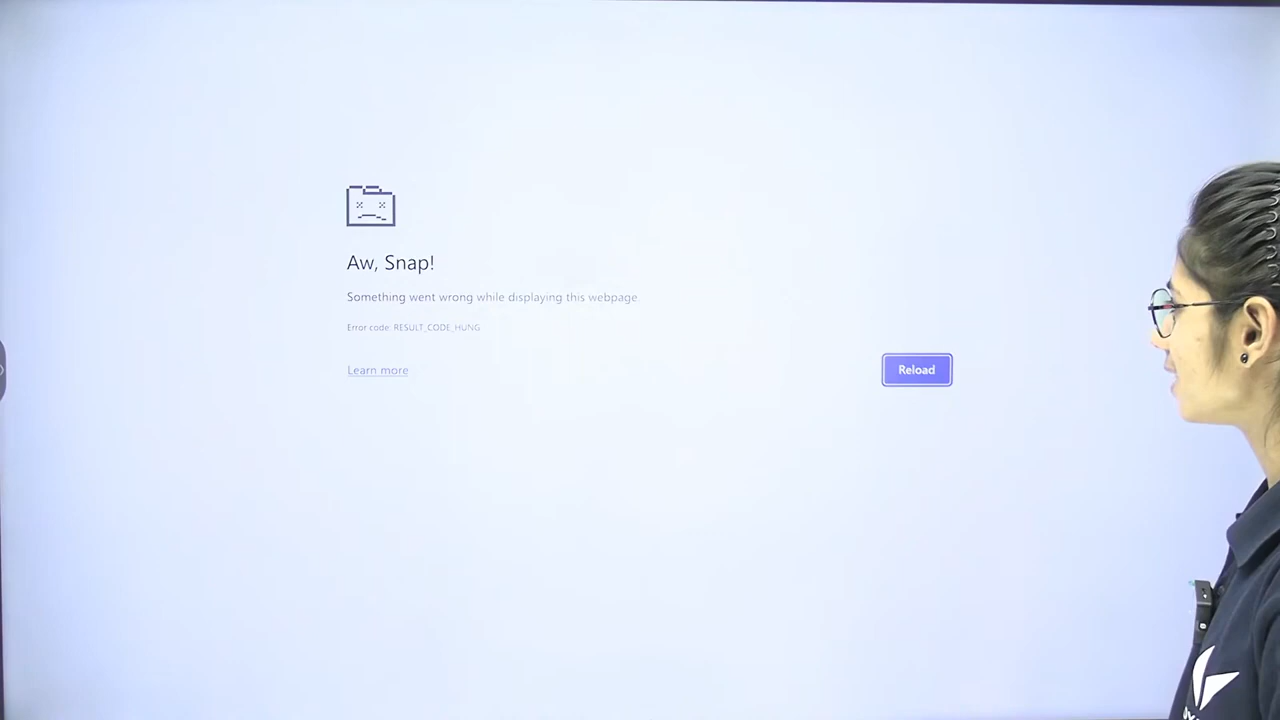 Aw, Snap!
Something went wrong while displaying this webpage.
Error code: RESULT_CODE_HUNG
Learn more
Reload